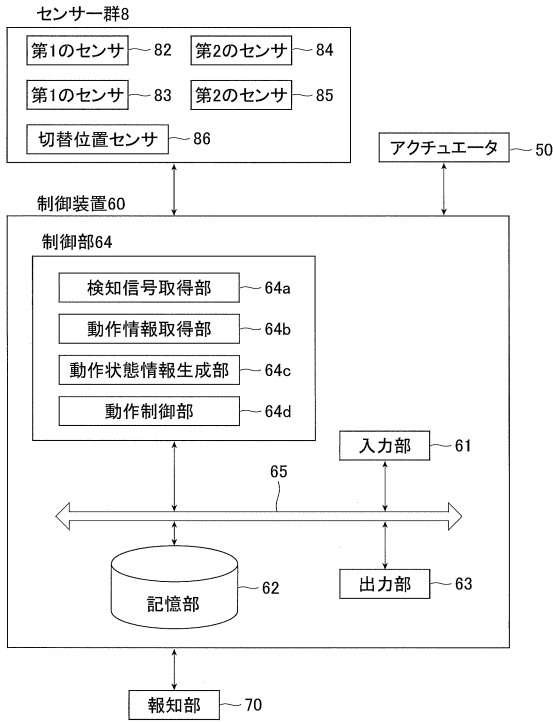 センサー群8
第1のセンサ 82
第2のセンサ 84
第1のセンサ 83
第2のセンサ 85
切替位置センサ 86
アクチュエータ 50
制御装置60
制御部64
検知信号取得部 64a
動作情報取得部 64b
動作状態情報生成部 64c
動作制御部 64d
入力部 61
65
記憶部 62
出力部 63
報知部 70